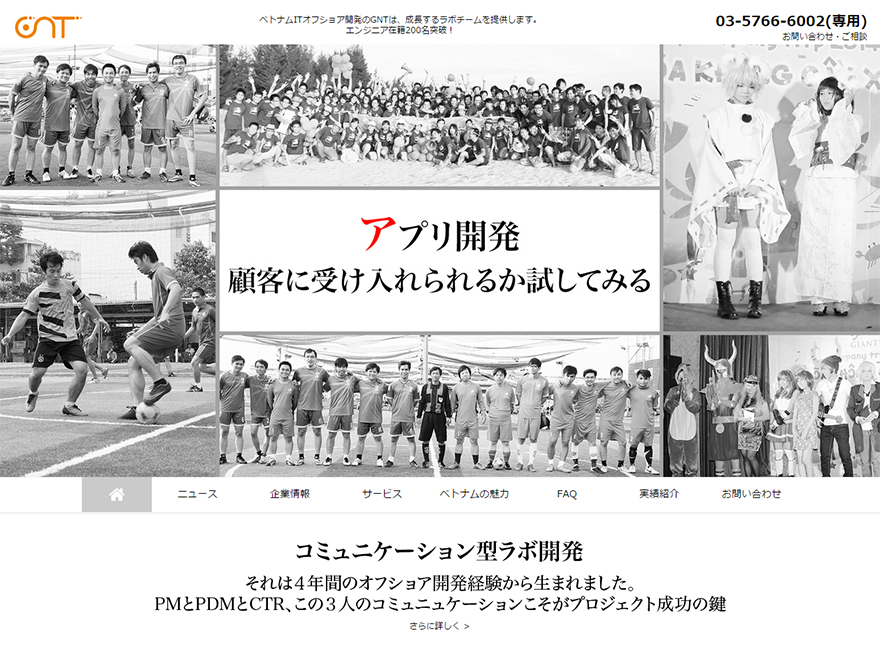 GNT
ベトナムITオフショア開発のGNTは、成長するラボチームを提供します。
エンジニア在籍200名突破！
03-5766-6002(専用)
お問い合わせ・ご相談
アプリ開発
顧客に受け入れられるか試してみる
ニュース
企業情報
サービス
ベトナムの魅力
FAQ
実績紹介
お問い合わせ
コミュニケーション型ラボ開発
それは４年間のオフショア開発経験から生まれました。
PMとPDMとCTR、この３人のコミュニュケーションこそがプロジェクト成功の鍵
さらに詳しく >